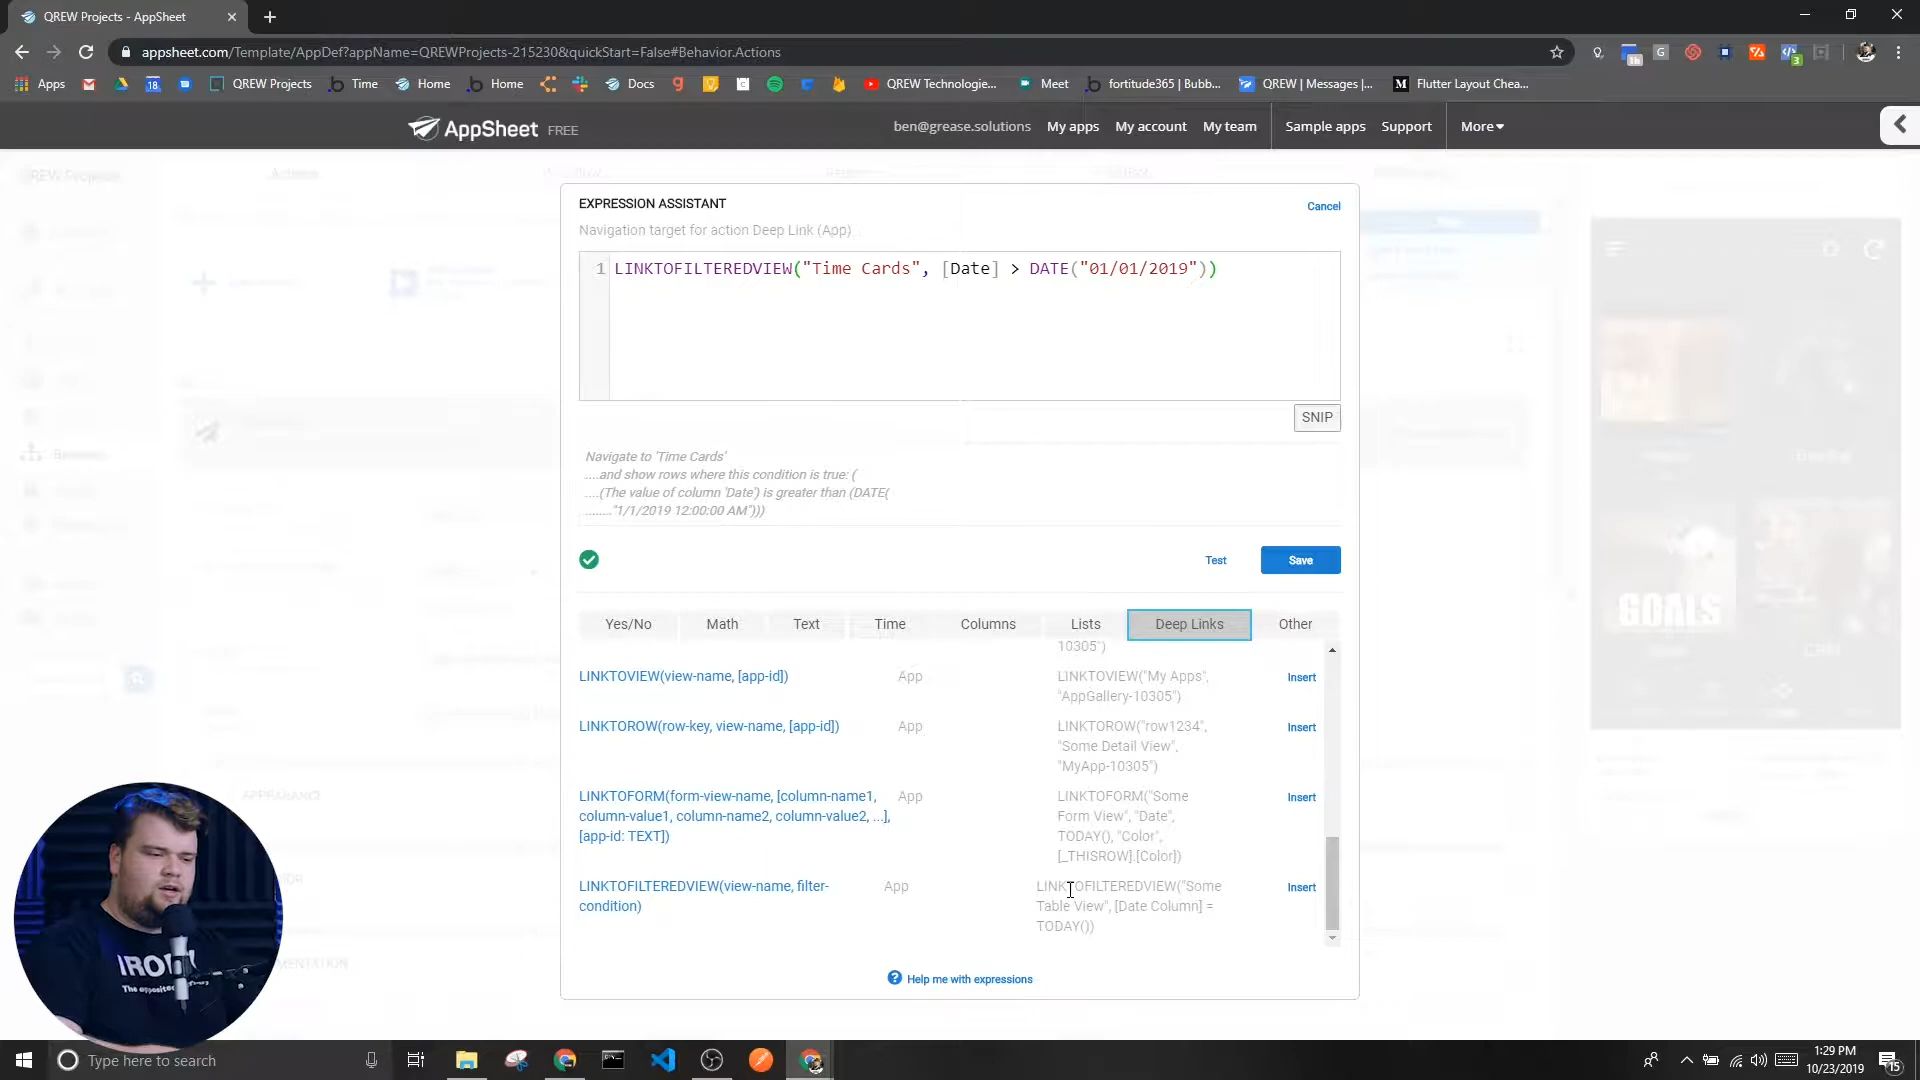 QREW Projects - AppSheet
appsheet.com/Template/AppDef?appName=QREWProjects-215230&quickStart=False#Behavior.Actions
Apps
18
QREW Projects
Time
Home
Home
Docs
QREW Technologie...
Meet
fortitude365 | Bubb...
QREW | Messages |...
M Flutter Layout Chea...
AppSheet FREE
ben@grease.solutions My apps My account My team Sample apps Support More
QREW Projects
EXPRESSION ASSISTANT
Cancel
Navigation target for action Deep Link (App)
1 LINKTOFILTEREDVIEW("Time Cards", [Date] > DATE("01/01/2019"))
SNIP
Navigate to 'Time Cards'
....and show rows where this condition is true: (
....(The value of column 'Date') is greater than (DATE(
........"1/1/2019 12:00:00 AM")))
Test
Save
Yes/No Math Text Time Columns Lists Deep Links Other
10305")
LINKTOVIEW(view-name, [app-id])
App
LINKTOVIEW("My Apps",
"AppGallery-10305")
Insert
LINKTOROW(row-key, view-name, [app-id])
App
LINKTOROW("row1234",
"Some Detail View",
"MyApp-10305")
Insert
LINKTOFORM(form-view-name, [column-name1,
column-value1, column-name2, column-value2, ...],
[app-id: TEXT])
App
LINKTOFORM("Some
Form View", "Date",
TODAY(), "Color",
[_THISROW].[Color])
Insert
LINKTOFILTEREDVIEW(view-name, filter-
condition)
App
LINKTOFILTEREDVIEW("Some
Table View", [Date Column] =
TODAY())
Insert
? Help me with expressions
GOALS
APPEARANCE
Type here to search
1:29 PM
10/23/2019
15